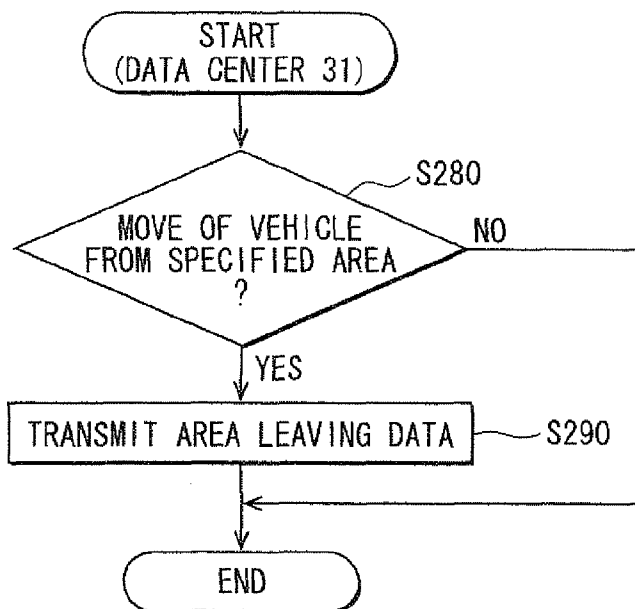 START
(DATA CENTER 31)
S280
MOVE OF VEHICLE
FROM SPECIFIED AREA
?
NO
YES
TRANSMIT AREA LEAVING DATA
S290
END